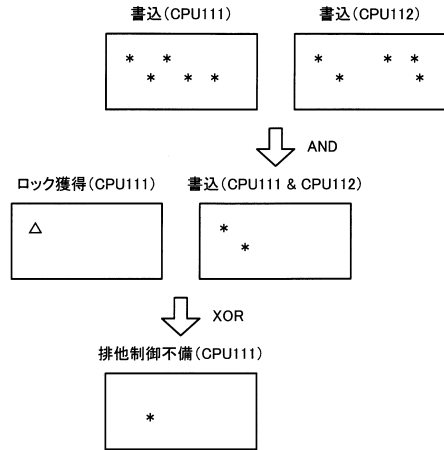 書込(CPU111) 書込(CPU112)
* * * * *
* * * * *
AND
ロック獲得(CPU111) 書込(CPU111 & CPU112)
△ *
*
XOR
排他制御不備(CPU111)
*